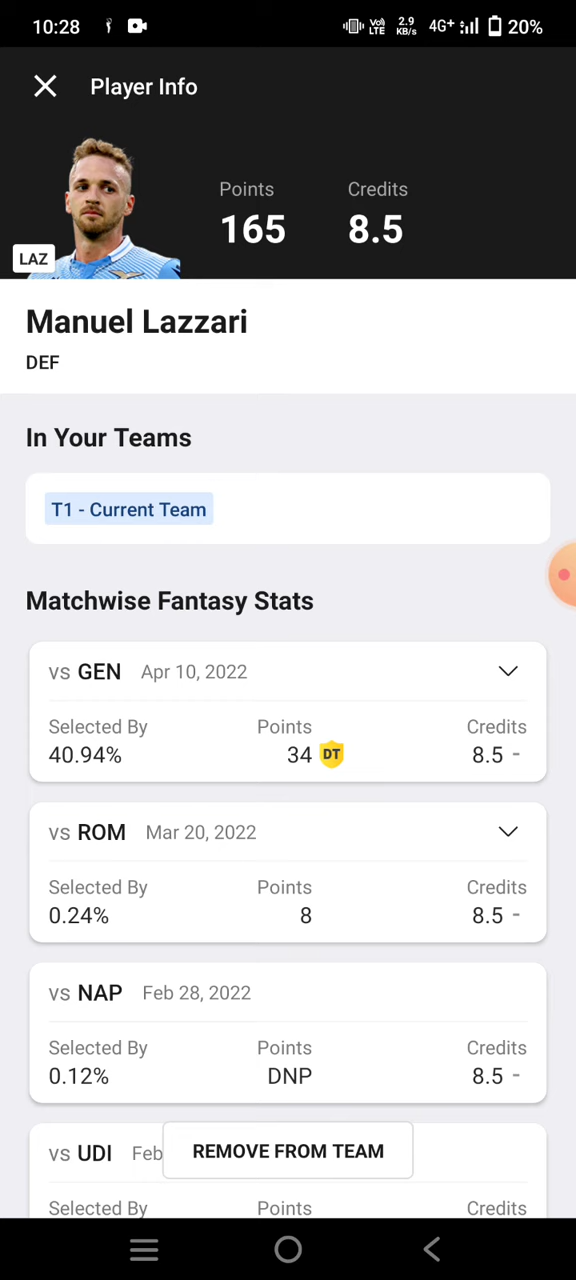 10:28 Vo) LTE 2.9 KB/s 4G+ 20%
Player Info
Points Credits
165 8.5
LAZ
Manuel Lazzari
DEF
In Your Teams
T1 - Current Team
Matchwise Fantasy Stats
vs GEN Apr 10, 2022
Selected By Points Credits
40.94% 34 DT 8.5 -
vs ROM Mar 20, 2022
Selected By Points Credits
0.24% 8 8.5 -
vs NAP Feb 28, 2022
Selected By Points Credits
0.12% DNP 8.5 -
vs UDI Feb
REMOVE FROM TEAM
Selected By Points Credits